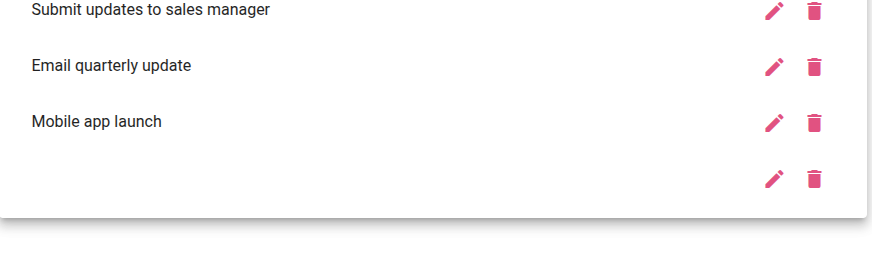 Submit updates to sales manager
Email quarterly update
Mobile app launch